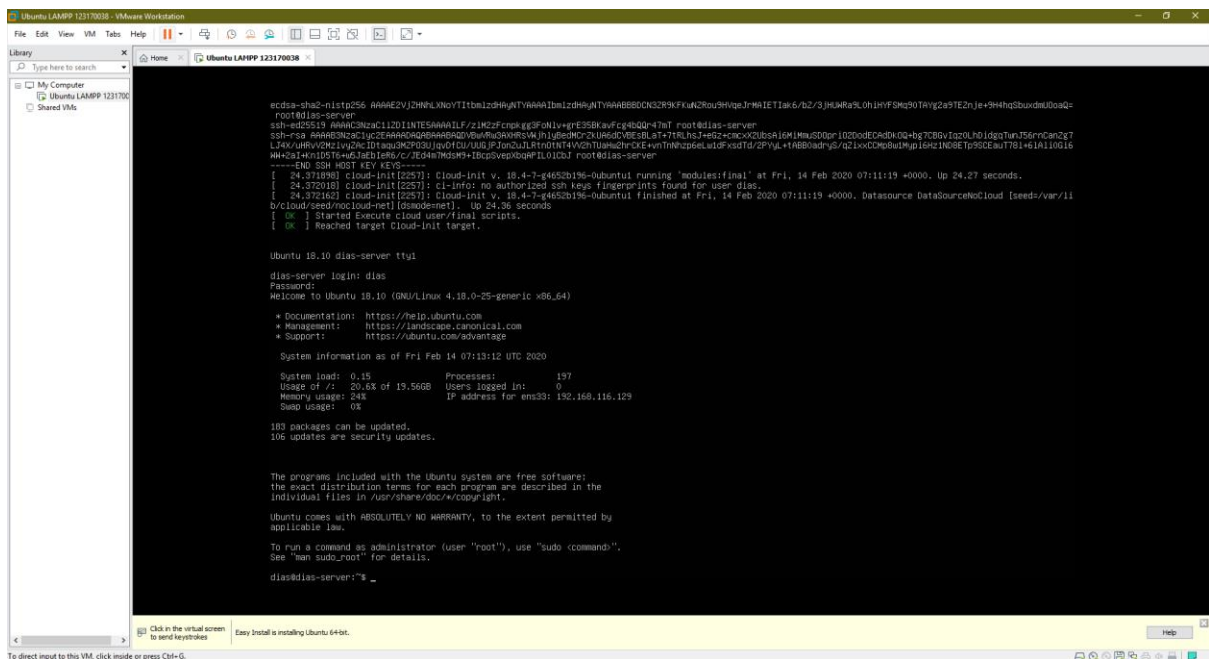 Ubuntu LAMPP 123170038 - VMware Workstation
File Edit View VM Tabs Help
Library
Home
Ubuntu LAMPP 123170038
Type here to search
My Computer
Ubuntu LAMPP 123170
Shared VMs
ecdsa-sha2-nistp256
root@dias-server
ssh-ed25519 root@dias-server
ssh-rsa
root@dias-server
-----END SSH HOST KEY KEYS-----
[ 24.371898] cloud-init[2257]: Cloud-init v. 18.4-7-g4652b196-0ubuntu1 running 'modules:final' at Fri, 14 Feb 2020 07:11:19 +0000. Up 24.27 seconds.
[ 24.372018] cloud-init[2257]: ci-info: no authorized ssh keys fingerprints found for user dias.
[ 24.372162] cloud-init[2257]: Cloud-init v. 18.4-7-g4652b196-0ubuntu1 finished at Fri, 14 Feb 2020 07:11:19 +0000. Datasource DataSourceNoCloud [seed=/var/li
b/cloud/seed/nocloud-net][dsmode=net]. Up 24.36 seconds
[ OK ] Started Execute cloud user/final scripts.
[ OK ] Reached target Cloud-init target.
Ubuntu 18.10 dias-server tty1
dias-server login: dias
Password:
Welcome to Ubuntu 18.10 (GNU/Linux 4.18.0-25-generic x86_64)
* Documentation: https://help.ubuntu.com
* Management: https://landscape.canonical.com
* Support: https://ubuntu.com/advantage
System information as of Fri Feb 14 07:13:12 UTC 2020
System load: 0.15 Processes: 197
Usage of /: 20.6% of 19.56GB Users logged in: 0
Memory usage: 24% IP address for ens33: 192.168.116.129
Swap usage: 0%
183 packages can be updated.
106 updates are security updates.
The programs included with the Ubuntu system are free software;
the exact distribution terms for each program are described in the
individual files in /usr/share/doc/*/copyright.
Ubuntu comes with ABSOLUTELY NO WARRANTY, to the extent permitted by
applicable law.
To run a command as administrator (user "root"), use "sudo <command>".
See "man sudo_root" for details.
dias@dias-server:~$ _
Click in the virtual screen
to send keystrokes
Easy Install is installing Ubuntu 64-bit.
Help
To direct input to this VM, click inside or press Ctrl+G.